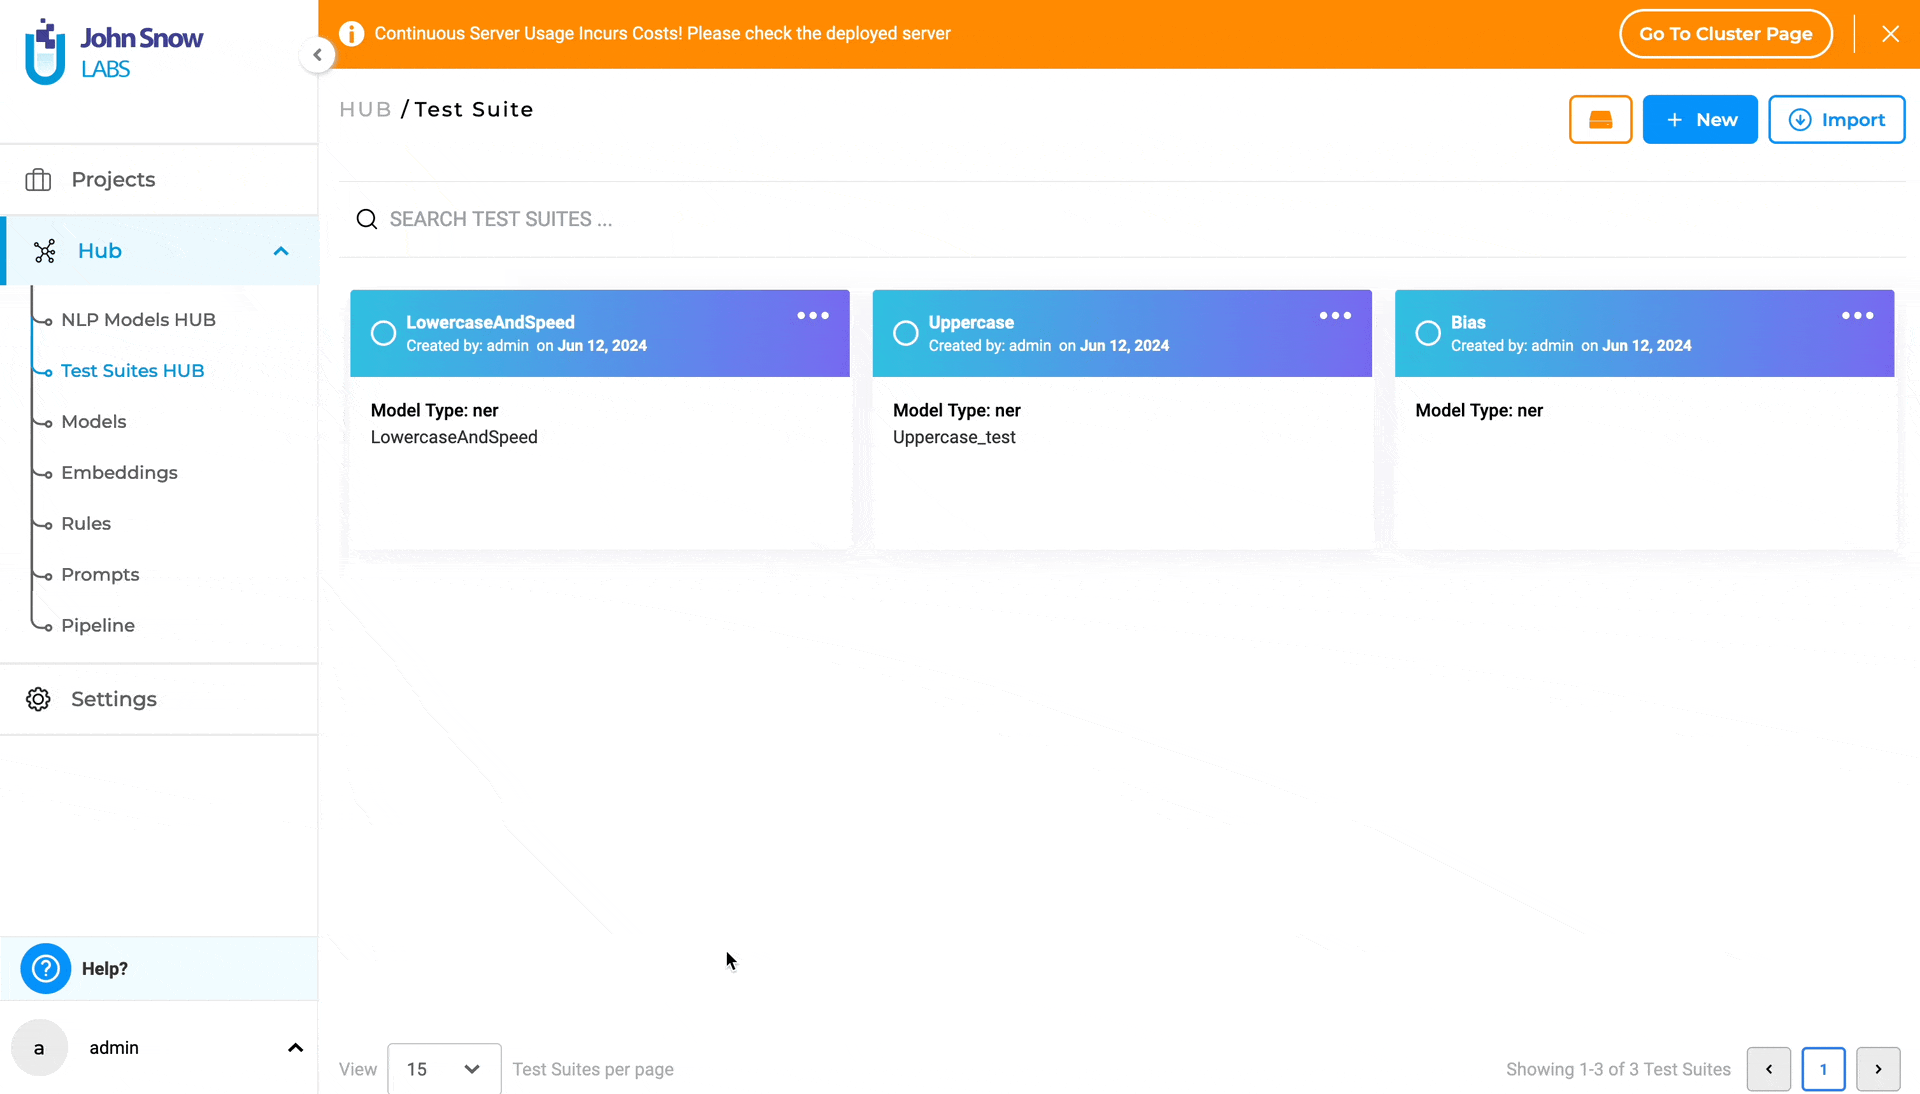 John Snow
LABS
Continuous Server Usage Incurs Costs! Please check the deployed server
Go To Cluster Page
HUB / Test Suite
+ New
Import
SEARCH TEST SUITES ...
Projects
Hub
NLP Models HUB
Test Suites HUB
Models
Embeddings
Rules
Prompts
Pipeline
Settings
Help?
a admin
LowercaseAndSpeed
Created by: admin on Jun 12, 2024
Model Type: ner
LowercaseAndSpeed
Uppercase
Created by: admin on Jun 12, 2024
Model Type: ner
Uppercase_test
Bias
Created by: admin on Jun 12, 2024
Model Type: ner
View 15 Test Suites per page
Showing 1-3 of 3 Test Suites
1